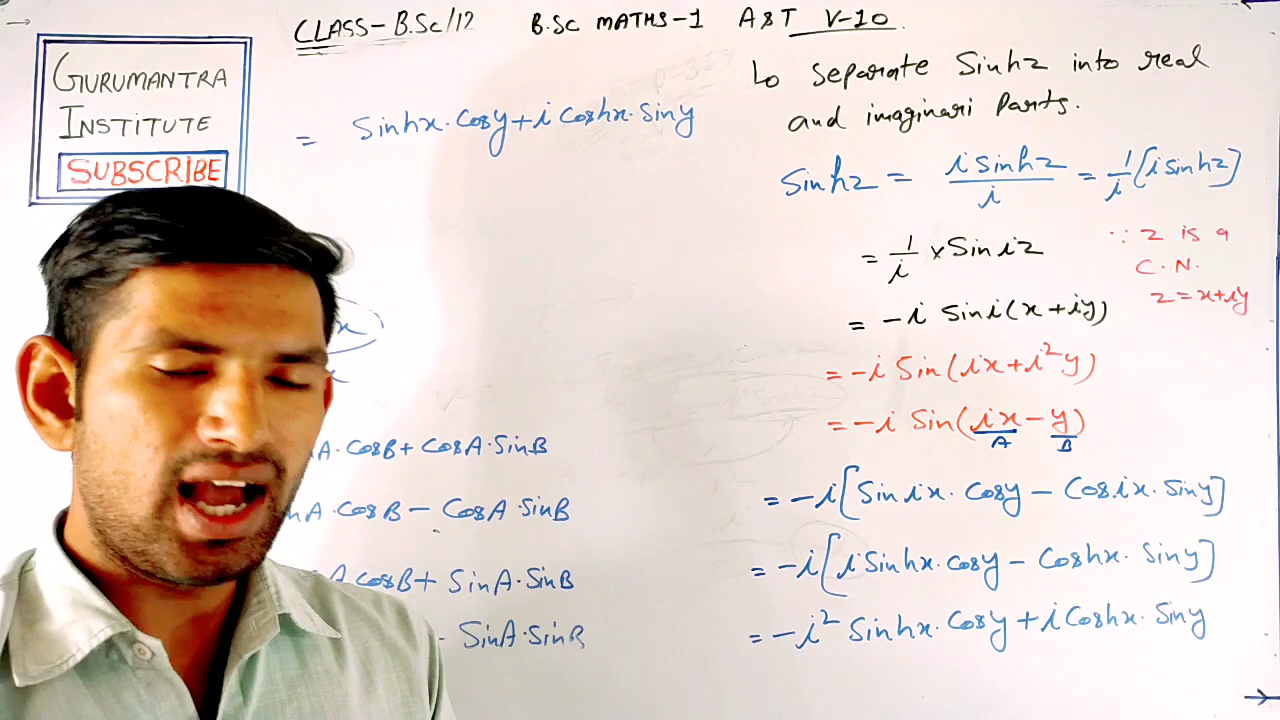 CLASS-B.Sc/12 B.SC MATHS-1 A&T V-10.
GURUMANTRA
INSTITUTE
SUBSCRIBE
= Sinhx·Cosy+i Coshx·Siny
A·CosB+CosA·SinB
A·CosB-CosA·SinB
A CosB+ SinA·SinB
- SinA·SinB
Lo Separate Sinhz into real
and imaginari Parts.
Sinhz = i sinhz/i = 1/i [i sinhz]
= 1/i × Sin iz
∵ z is a
C.N.
z=x+iy
= -i Sin i(x+iy)
= -i Sin(ix+i²y)
= -i Sin(ix-y)
A B
= -i[Sin ix· Cosy - Cos ix· Siny]
= -i[i Sinhx·Cosy - Coshx· Siny]
= -i² Sinhx·Cosy+i Coshx· Siny